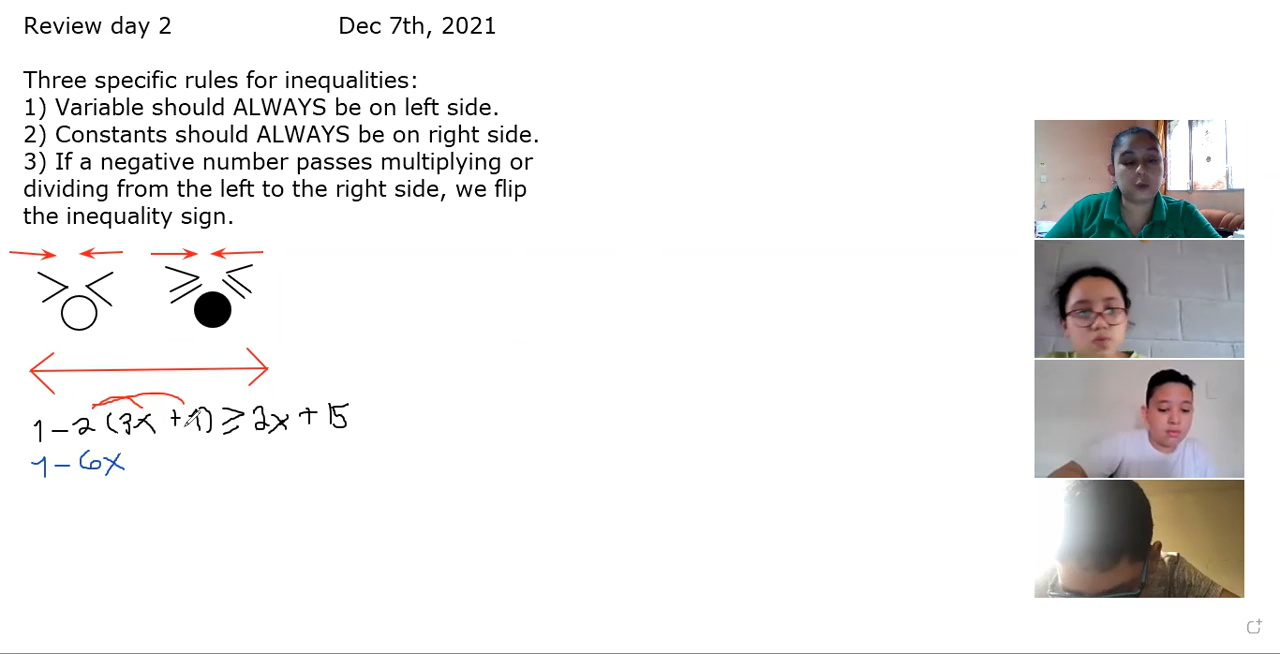 Review day 2 Dec 7th, 2021
Three specific rules for inequalities:
1) Variable should ALWAYS be on left side.
2) Constants should ALWAYS be on right side.
3) If a negative number passes multiplying or
dividing from the left to the right side, we flip
the inequality sign.
> < ≥ ≤
1-2(3x+1)≥2x+15
1-6x